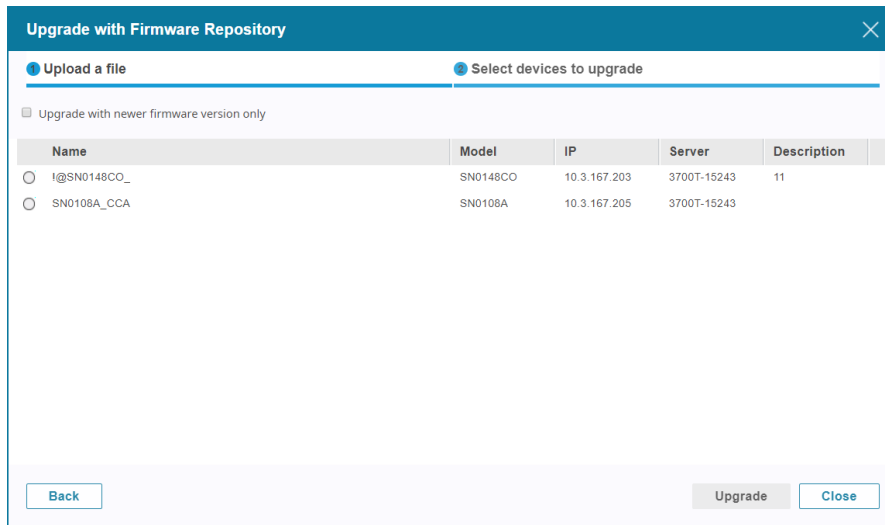 Upgrade with Firmware Repository
1 Upload a file 2 Select devices to upgrade
Upgrade with newer firmware version only
Name Model IP Server Description
!@SN0148CO_ SN0148CO 10.3.167.203 3700T-15243 11
SN0108A_CCA SN0108A 10.3.167.205 3700T-15243
Back Upgrade Close